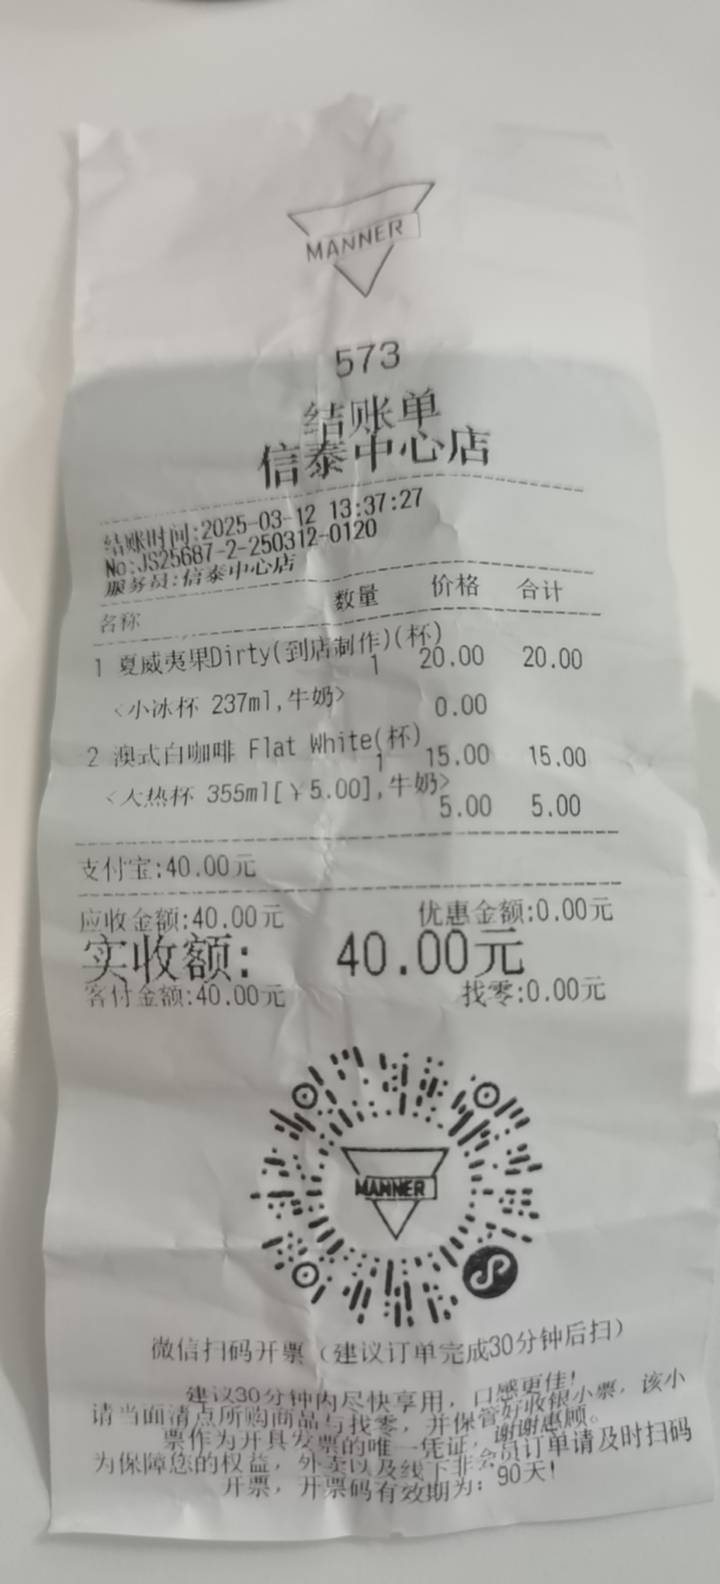 MANNER
573
结账单
信泰中心店
结账时间:2025-03-12 13:37:27
No:JS25687-2-250312-0120
服务员:信泰中心店
名称 数量 价格 合计
1 夏威夷果Dirty(到店制作)(杯)
1 20.00 20.00
<小冰杯 237ml,牛奶> 0.00
2 澳式白咖啡 Flat White(杯)
1 15.00 15.00
<大热杯 355ml[¥5.00],牛奶>
5.00 5.00
支付宝:40.00元
应收金额:40.00元 优惠金额:0.00元
实收额: 40.00元
客付金额:40.00元 找零:0.00元
MANNER
微信扫码开票（建议订单完成30分钟后扫）
建议30分钟内尽快享用，口感更佳！
请当面清点所购商品与找零，并保管好收银小票，该小
票作为开具发票的唯一凭证，谢谢惠顾。
为保障您的权益，外卖以及线下非会员订单请及时扫码
开票，开票码有效期为：90天！